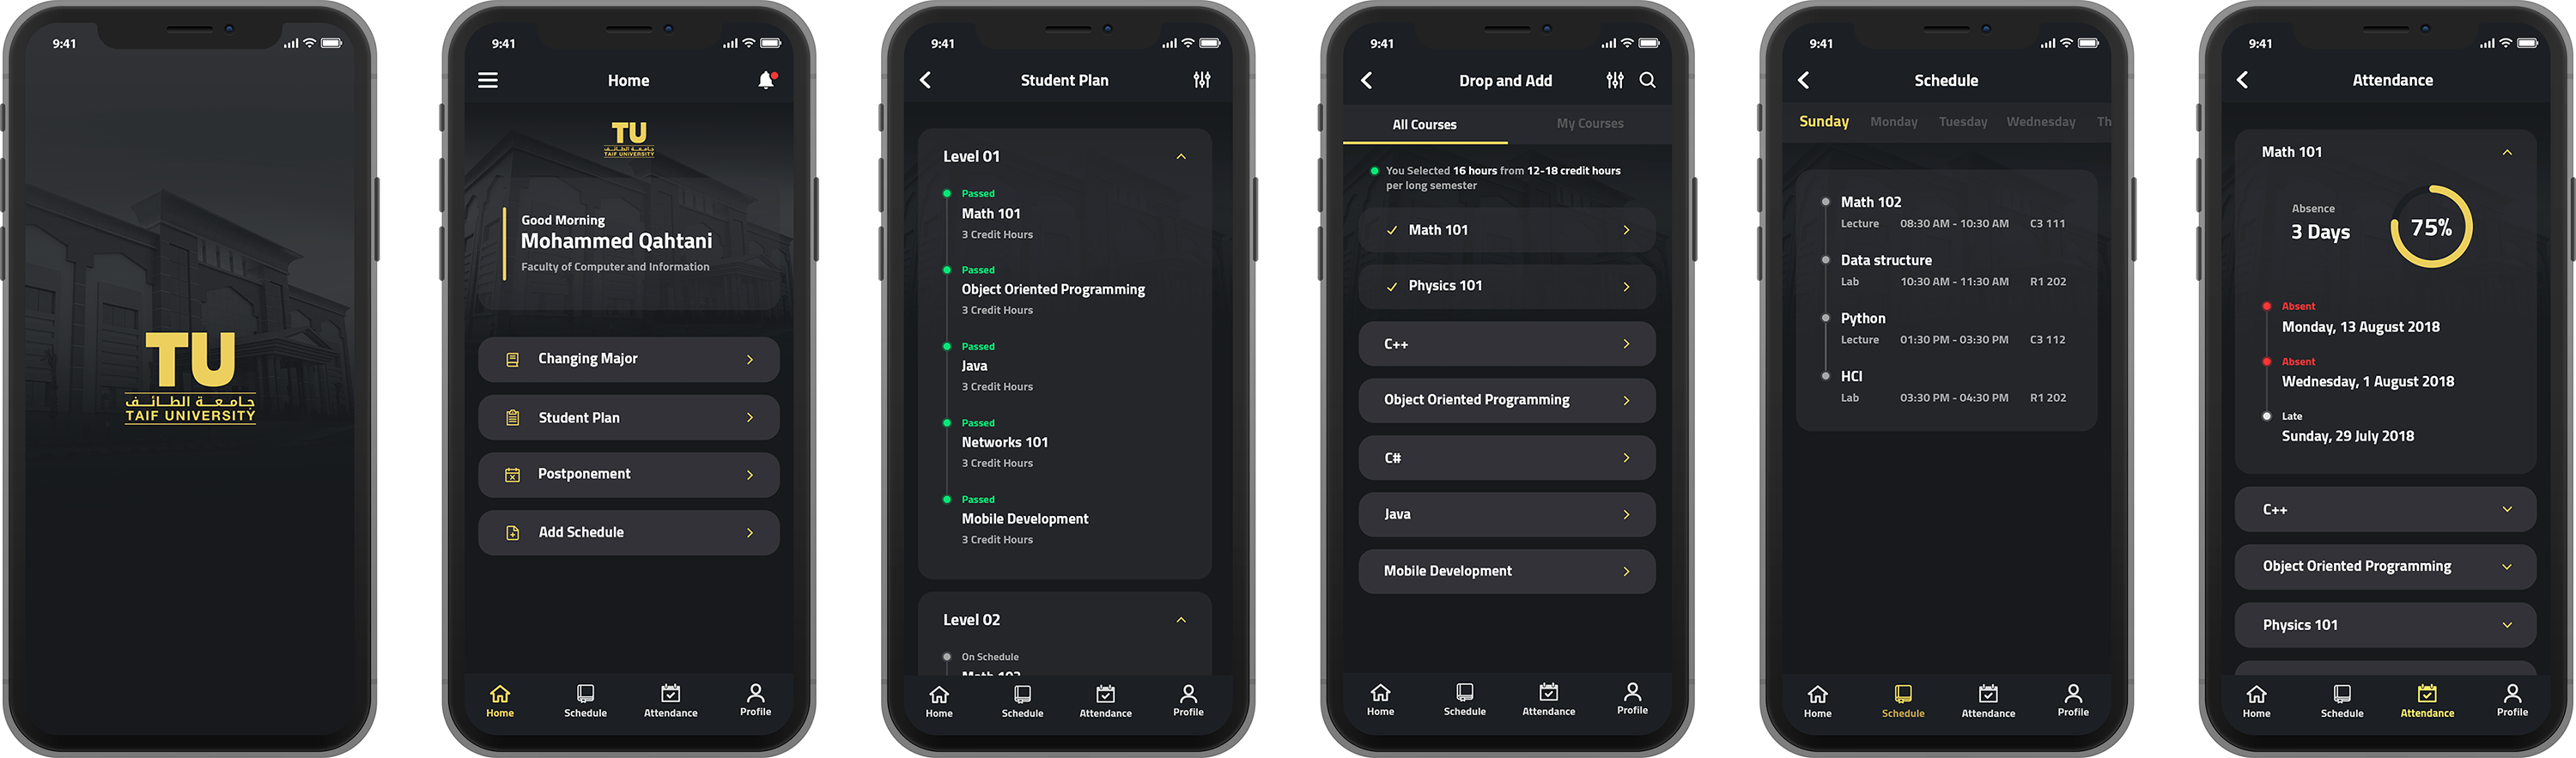 9:41
TU
جامعة الطائف
TAIF UNIVERSITY
9:41
Home
TU
جامعة الطائف
TAIF UNIVERSITY
Good Morning
Mohammed Qahtani
Faculty of Computer and Information
Changing Major
Student Plan
Postponement
Add Schedule
Home Schedule Attendance Profile
9:41
Student Plan
Level 01
Passed
Math 101
3 Credit Hours
Passed
Object Oriented Programming
3 Credit Hours
Passed
Java
3 Credit Hours
Passed
Networks 101
3 Credit Hours
Passed
Mobile Development
3 Credit Hours
Level 02
On Schedule
Home Schedule Attendance Profile
9:41
Drop and Add
All Courses My Courses
You Selected 16 hours from 12-18 credit hours
per long semester
Math 101
Physics 101
C++
Object Oriented Programming
C#
Java
Mobile Development
Home Schedule Attendance Profile
9:41
Schedule
Sunday Monday Tuesday Wednesday Th
Math 102
Lecture 08:30 AM - 10:30 AM C3 111
Data structure
Lab 10:30 AM - 11:30 AM R1 202
Python
Lecture 01:30 PM - 03:30 PM C3 112
HCI
Lab 03:30 PM - 04:30 PM R1 202
Home Schedule Attendance Profile
9:41
Attendance
Math 101
Absence
3 Days
75%
Absent
Monday, 13 August 2018
Absent
Wednesday, 1 August 2018
Late
Sunday, 29 July 2018
C++
Object Oriented Programming
Physics 101
Home Schedule Attendance Profile